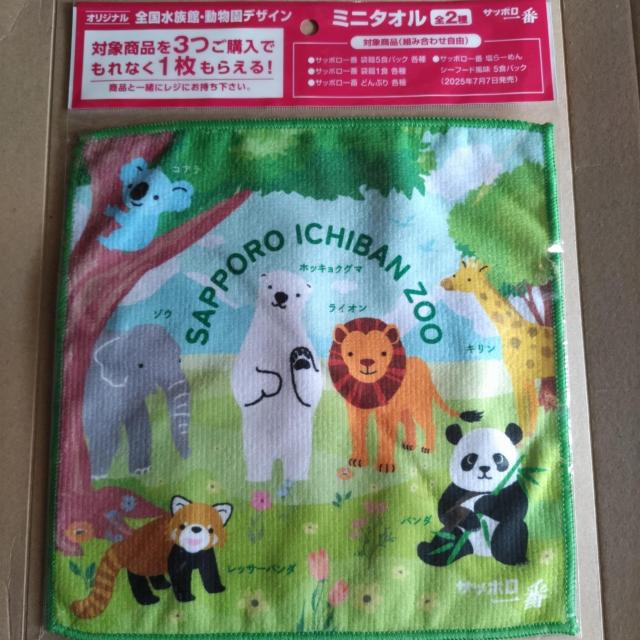 オリジナル 全国水族館・動物園デザイン ミニタオル 全2種 サッポロ一番
対象商品を3つご購入で
もれなく1枚もらえる!
商品と一緒にレジにお持ち下さい。
対象商品(組み合わせ自由)
●サッポロ一番 袋麺5食パック 各種
●サッポロ一番 袋麺1食 各種
●サッポロ一番 どんぶり 各種
●サッポロ一番 塩らーめん
シーフード風味 5食パック
(2025年7月7日発売)
コアラ
SAPPORO ICHIBAN ZOO
ホッキョクグマ
ゾウ
ライオン
キリン
パンダ
レッサーパンダ
サッポロ一番